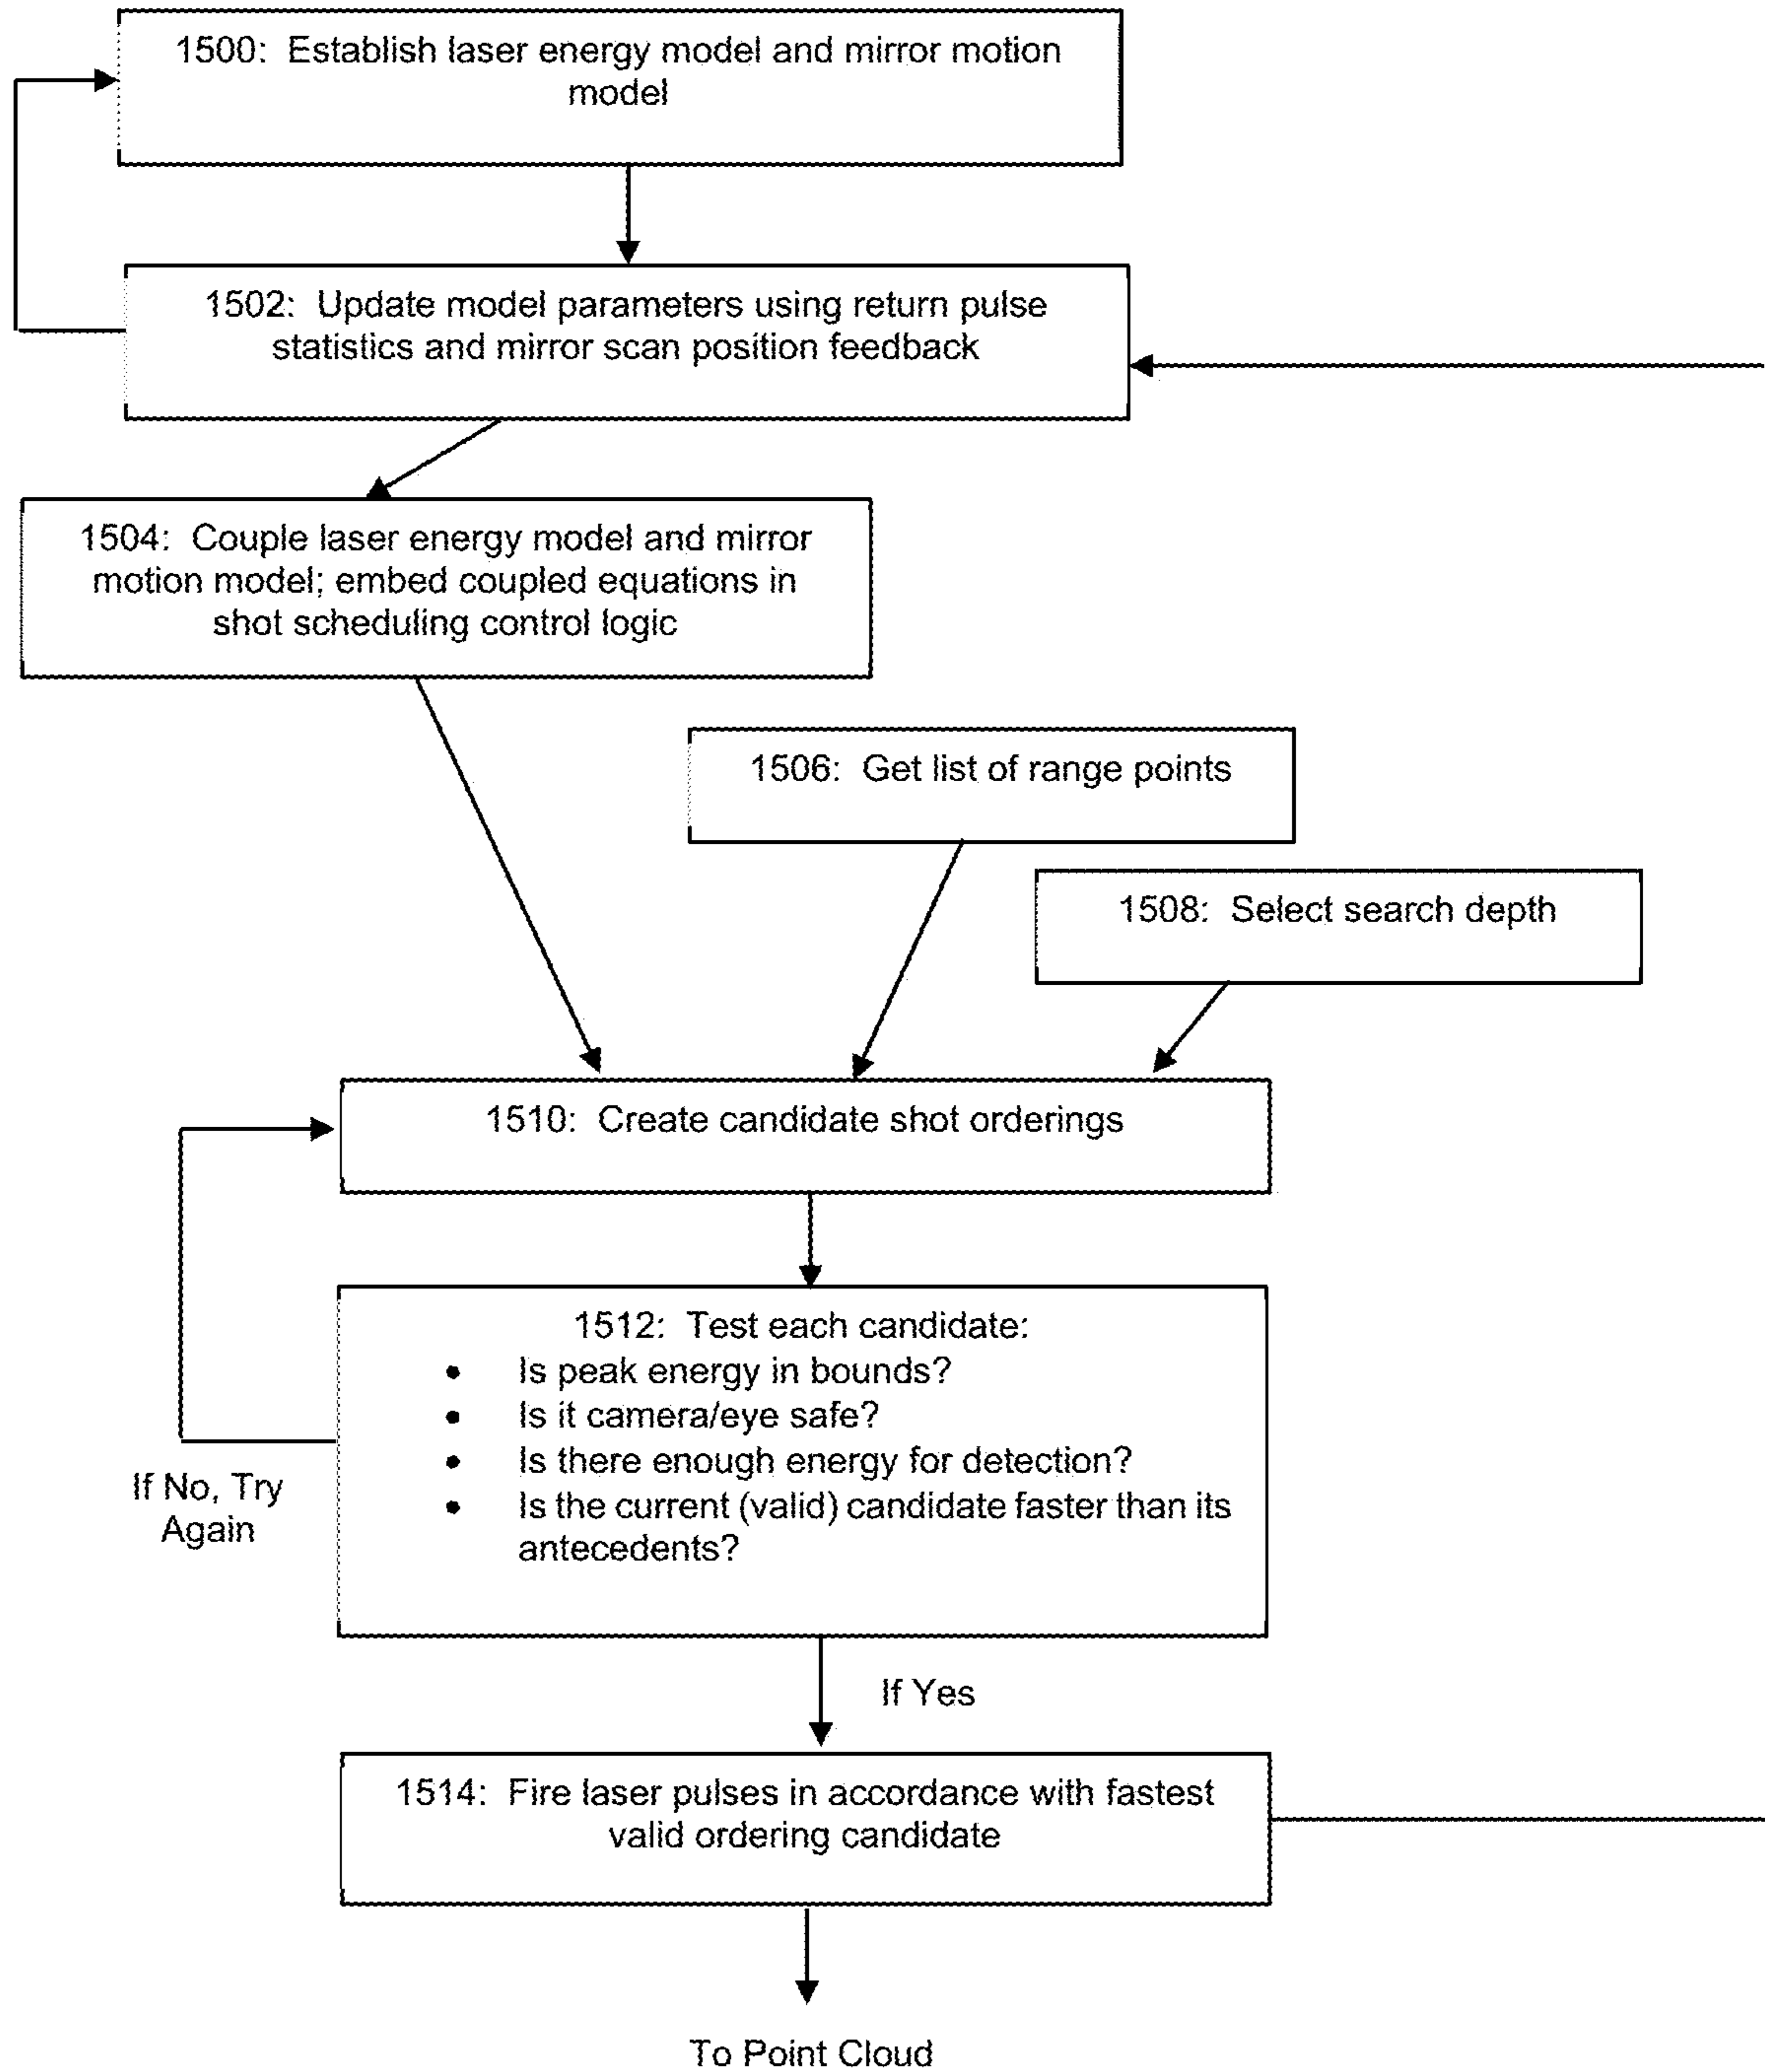 1500: Establish laser energy model and mirror motion
model
1502: Update model parameters using return pulse
statistics and mirror scan position feedback
1504: Couple laser energy model and mirror
motion model; embed coupled equations in
shot scheduling control logic
1506: Get list of range points
1508: Select search depth
1510: Create candidate shot orderings
1512: Test each candidate:
• Is peak energy in bounds?
• Is it camera/eye safe?
• Is there enough energy for detection?
• Is the current (valid) candidate faster than its
antecedents?
If No, Try
Again
If Yes
1514: Fire laser pulses in accordance with fastest
valid ordering candidate
To Point Cloud